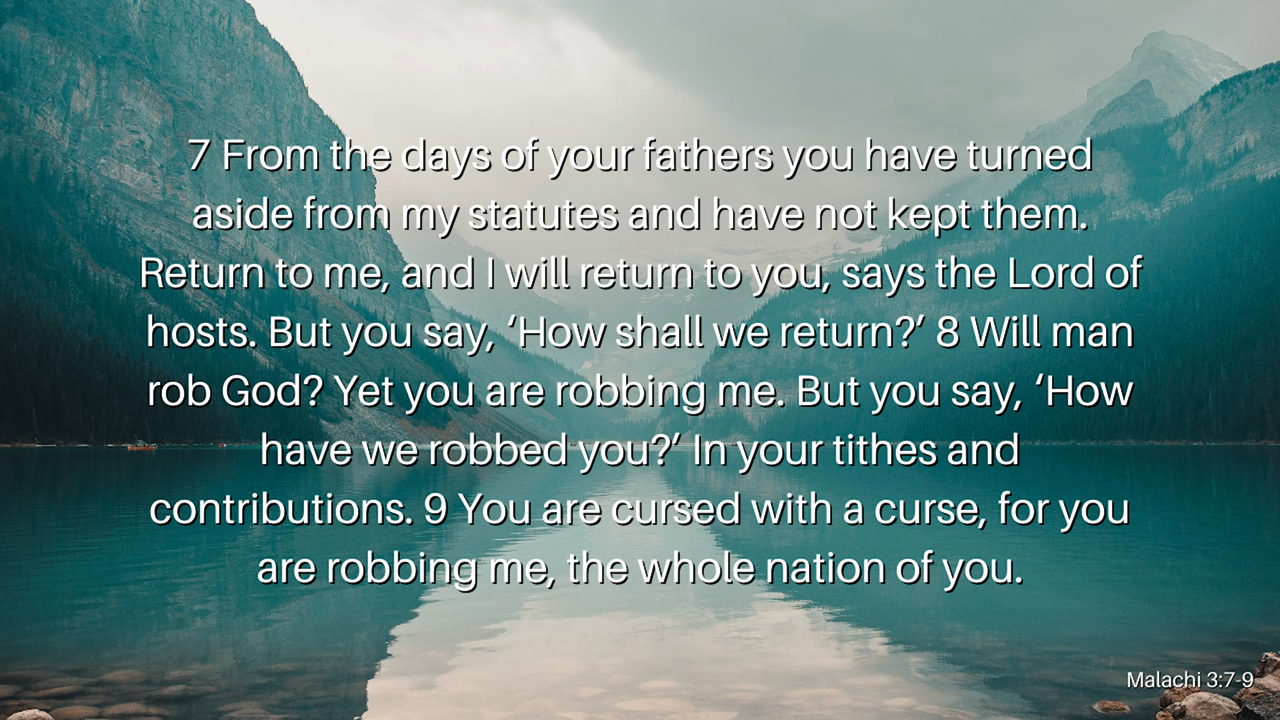 7 From the days of your fathers you have turned
aside from my statutes and have not kept them.
Return to me, and I will return to you, says the Lord of
hosts. But you say, ‘How shall we return?’ 8 Will man
rob God? Yet you are robbing me. But you say, ‘How
have we robbed you?’ In your tithes and
contributions. 9 You are cursed with a curse, for you
are robbing me, the whole nation of you.
Malachi 3:7-9